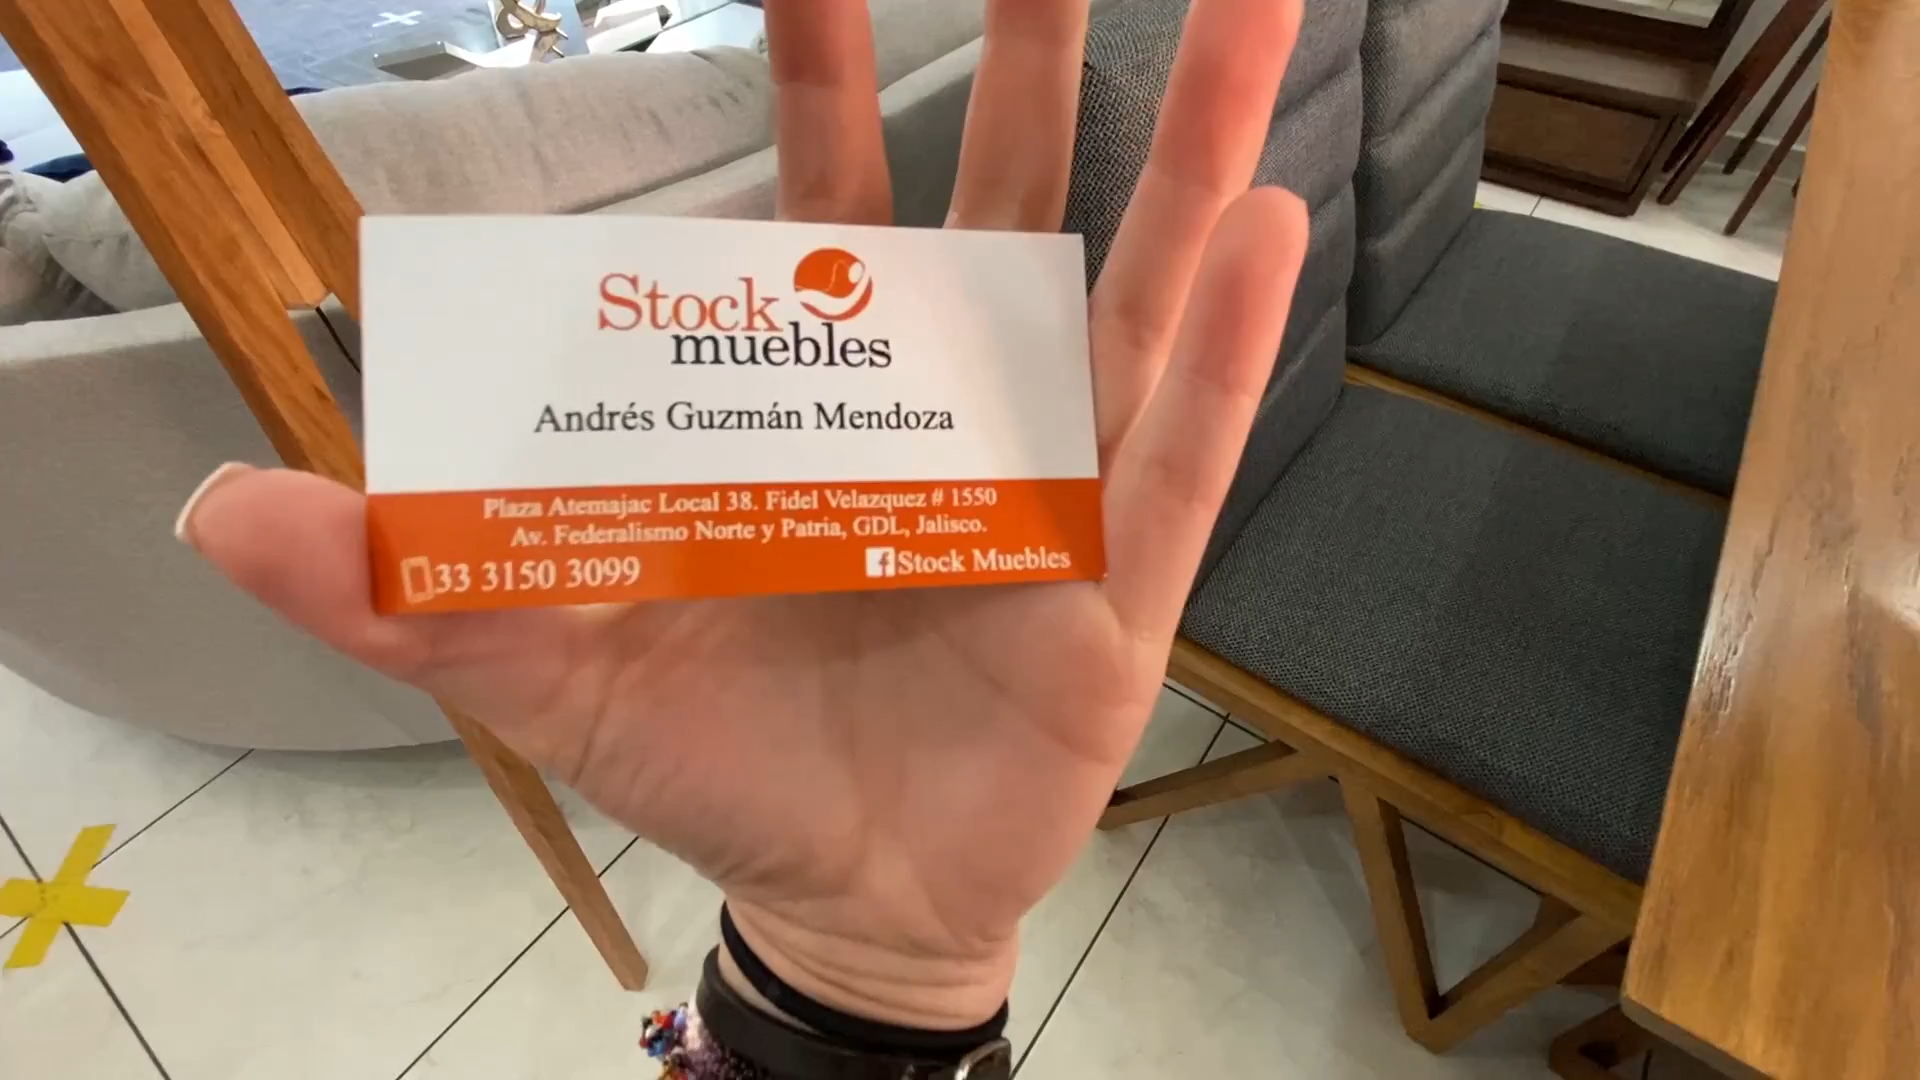 Stock
muebles
Andrés Guzmán Mendoza
Plaza Atemajac Local 38. Fidel Velazquez # 1550
Av. Federalismo Norte y Patria, GDL, Jalisco.
33 3150 3099
f Stock Muebles